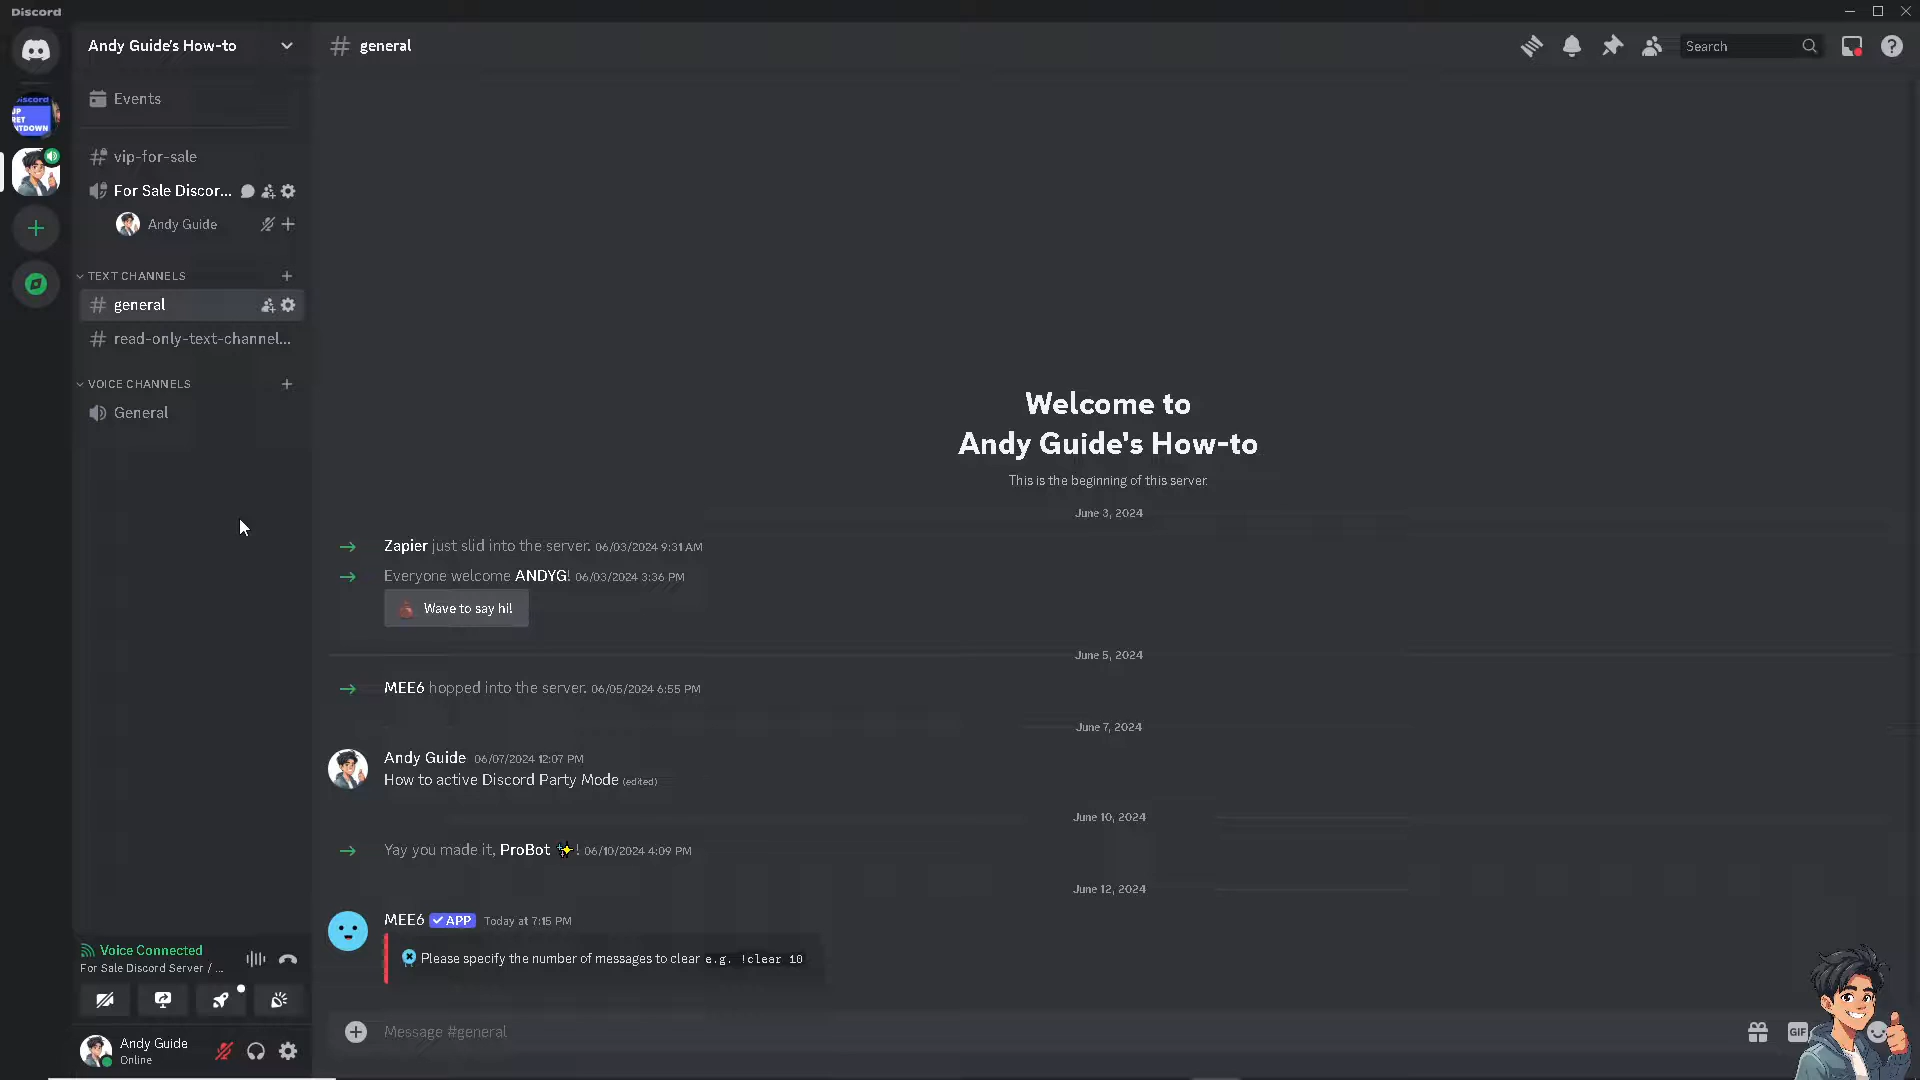 Discord
Andy Guide's How-to
general
Search
Discord
UP
RET
NTDOWN
Events
vip-for-sale
For Sale Discor...
Andy Guide
TEXT CHANNELS
general
read-only-text-channel...
VOICE CHANNELS
General
Welcome to
Andy Guide's How-to
This is the beginning of this server.
June 3, 2024
Zapier just slid into the server. 06/03/2024 9:31 AM
Everyone welcome ANDYG! 06/03/2024 3:36 PM
Wave to say hi!
June 5, 2024
MEE6 hopped into the server. 06/05/2024 6:55 PM
June 7, 2024
Andy Guide 06/07/2024 12:07 PM
How to active Discord Party Mode (edited)
June 10, 2024
Yay you made it, ProBot ✨! 06/10/2024 4:09 PM
June 12, 2024
MEE6 APP Today at 7:15 PM
Please specify the number of messages to clear e.g. !clear 10
Voice Connected
For Sale Discord Server / ...
Message #general
GIF
Andy Guide
Online